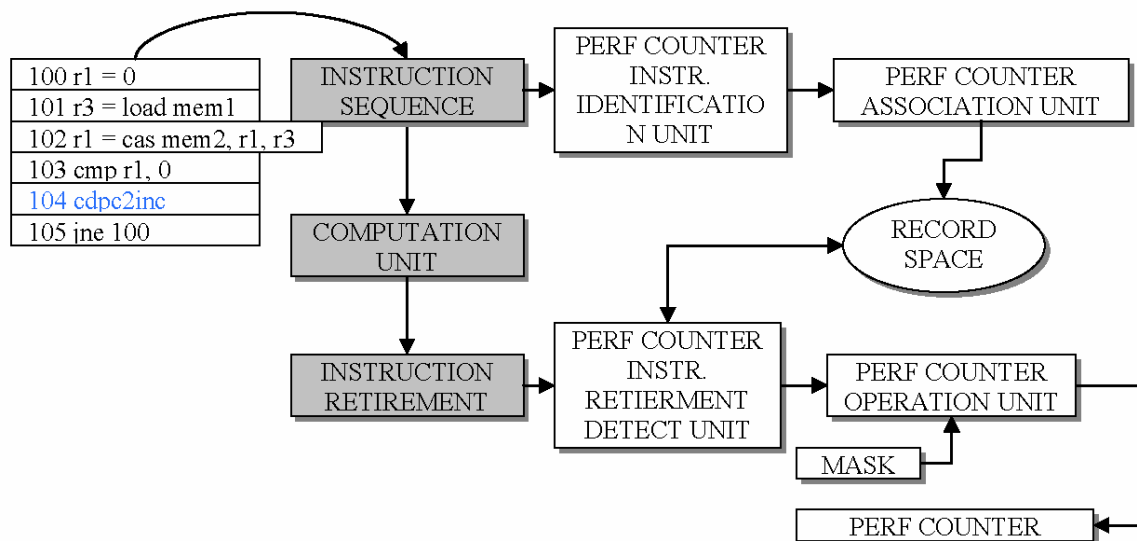 100 r1 = 0
101 r3 = load mem1
102 r1 = cas mem2, r1, r3
103 cmp r1, 0
104 cdpc2inc
105 jne 100
INSTRUCTION
SEQUENCE
PERF COUNTER
INSTR.
IDENTIFICATIO
N UNIT
PERF COUNTER
ASSOCIATION UNIT
COMPUTATION
UNIT
RECORD
SPACE
INSTRUCTION
RETIREMENT
PERF COUNTER
INSTR.
RETIERMENT
DETECT UNIT
PERF COUNTER
OPERATION UNIT
MASK
PERF COUNTER